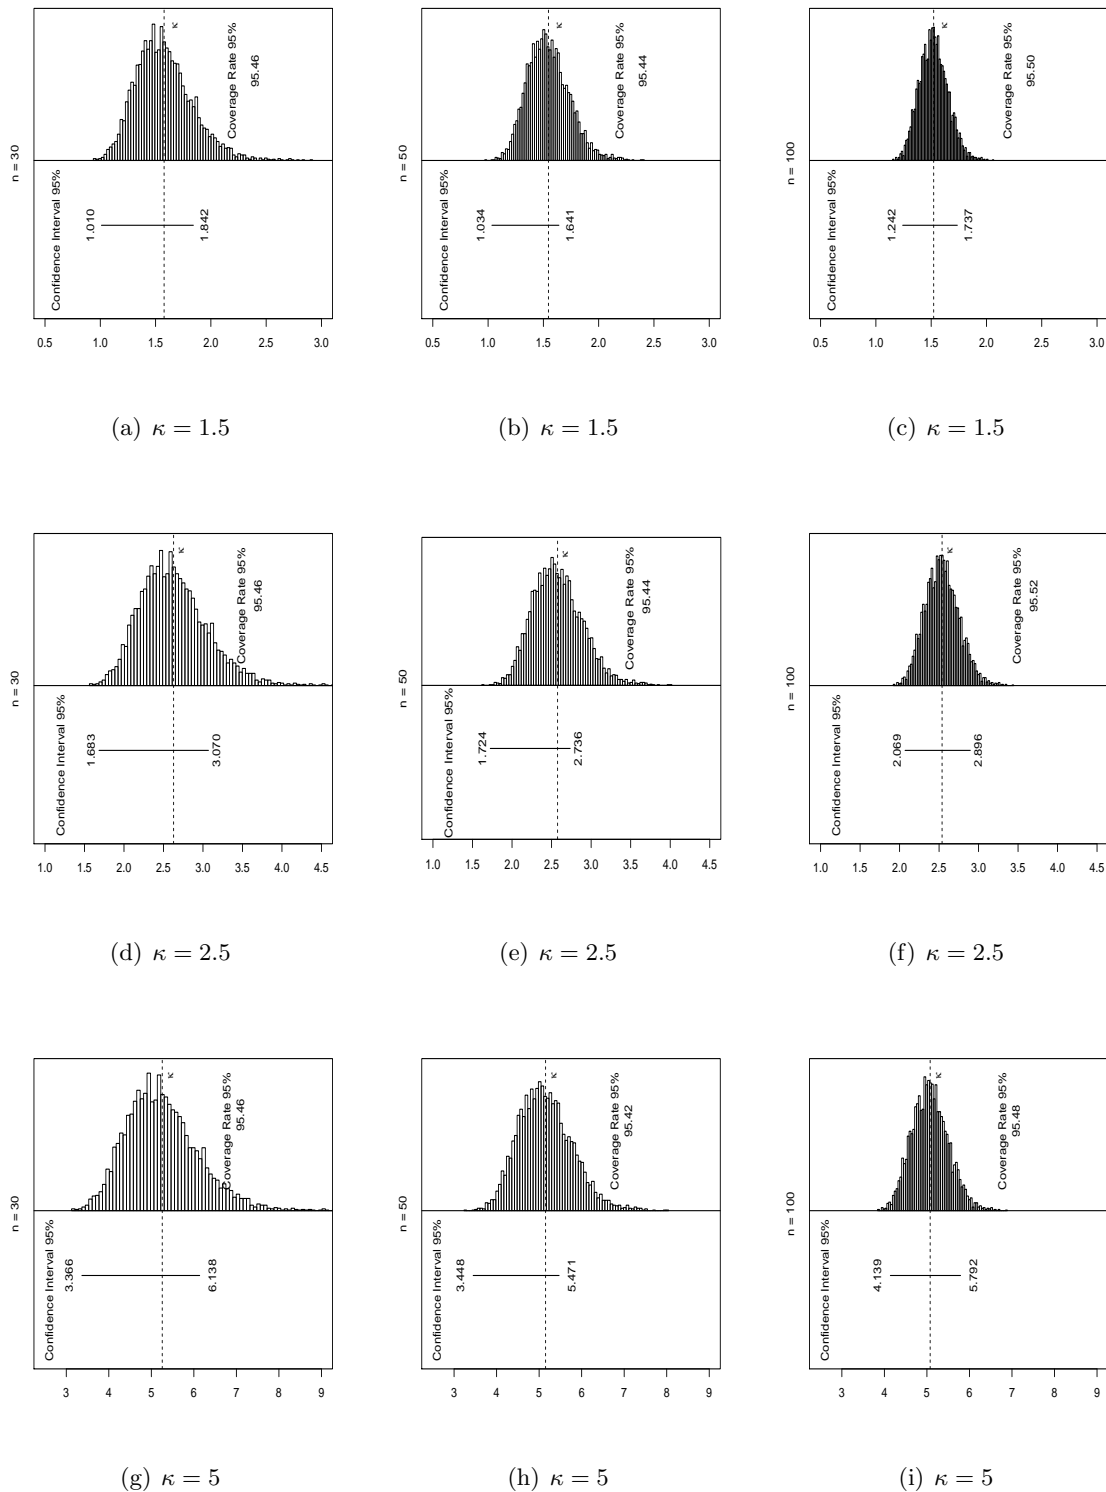 n = 30
Confidence Interval 95%
1.010
1.842
κ
Coverage Rate 95%
95.46
0.5 1.0 1.5 2.0 2.5 3.0
(a) κ = 1.5
n = 50
Confidence Interval 95%
1.034
1.641
κ
Coverage Rate 95%
95.44
0.5 1.0 1.5 2.0 2.5 3.0
(b) κ = 1.5
n = 100
Confidence Interval 95%
1.242
1.737
κ
Coverage Rate 95%
95.50
0.5 1.0 1.5 2.0 2.5 3.0
(c) κ = 1.5
n = 30
Confidence Interval 95%
1.683
3.070
κ
Coverage Rate 95%
95.46
1.0 1.5 2.0 2.5 3.0 3.5 4.0 4.5
(d) κ = 2.5
n = 50
Confidence Interval 95%
1.724
2.736
κ
Coverage Rate 95%
95.44
1.0 1.5 2.0 2.5 3.0 3.5 4.0 4.5
(e) κ = 2.5
n = 100
Confidence Interval 95%
2.069
2.896
κ
Coverage Rate 95%
95.52
1.0 1.5 2.0 2.5 3.0 3.5 4.0 4.5
(f) κ = 2.5
n = 30
Confidence Interval 95%
3.366
6.138
κ
Coverage Rate 95%
95.46
3 4 5 6 7 8 9
(g) κ = 5
n = 50
Confidence Interval 95%
3.448
5.471
κ
Coverage Rate 95%
95.42
3 4 5 6 7 8 9
(h) κ = 5
n = 100
Confidence Interval 95%
4.139
5.792
κ
Coverage Rate 95%
95.48
3 4 5 6 7 8 9
(i) κ = 5